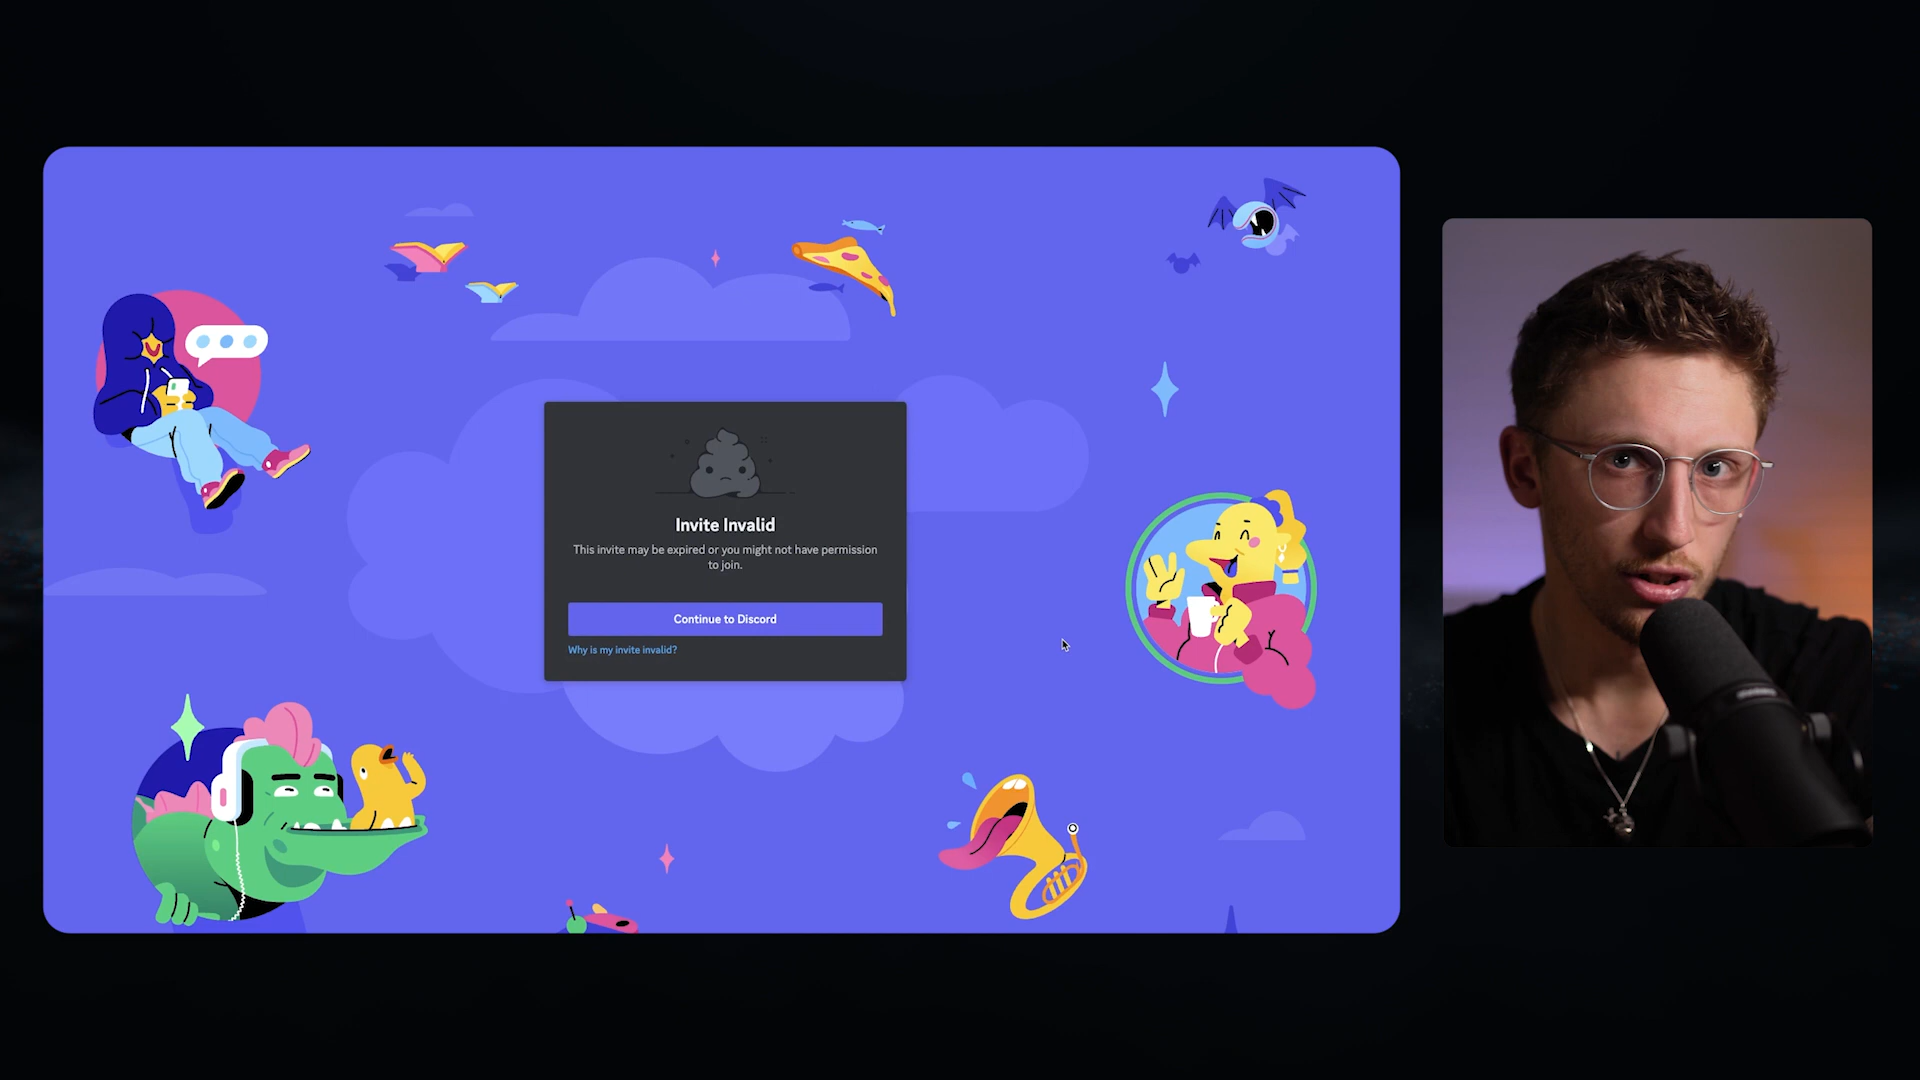 Invite Invalid
This invite may be expired or you might not have permission
to join.
Continue to Discord
Why is my invite invalid?